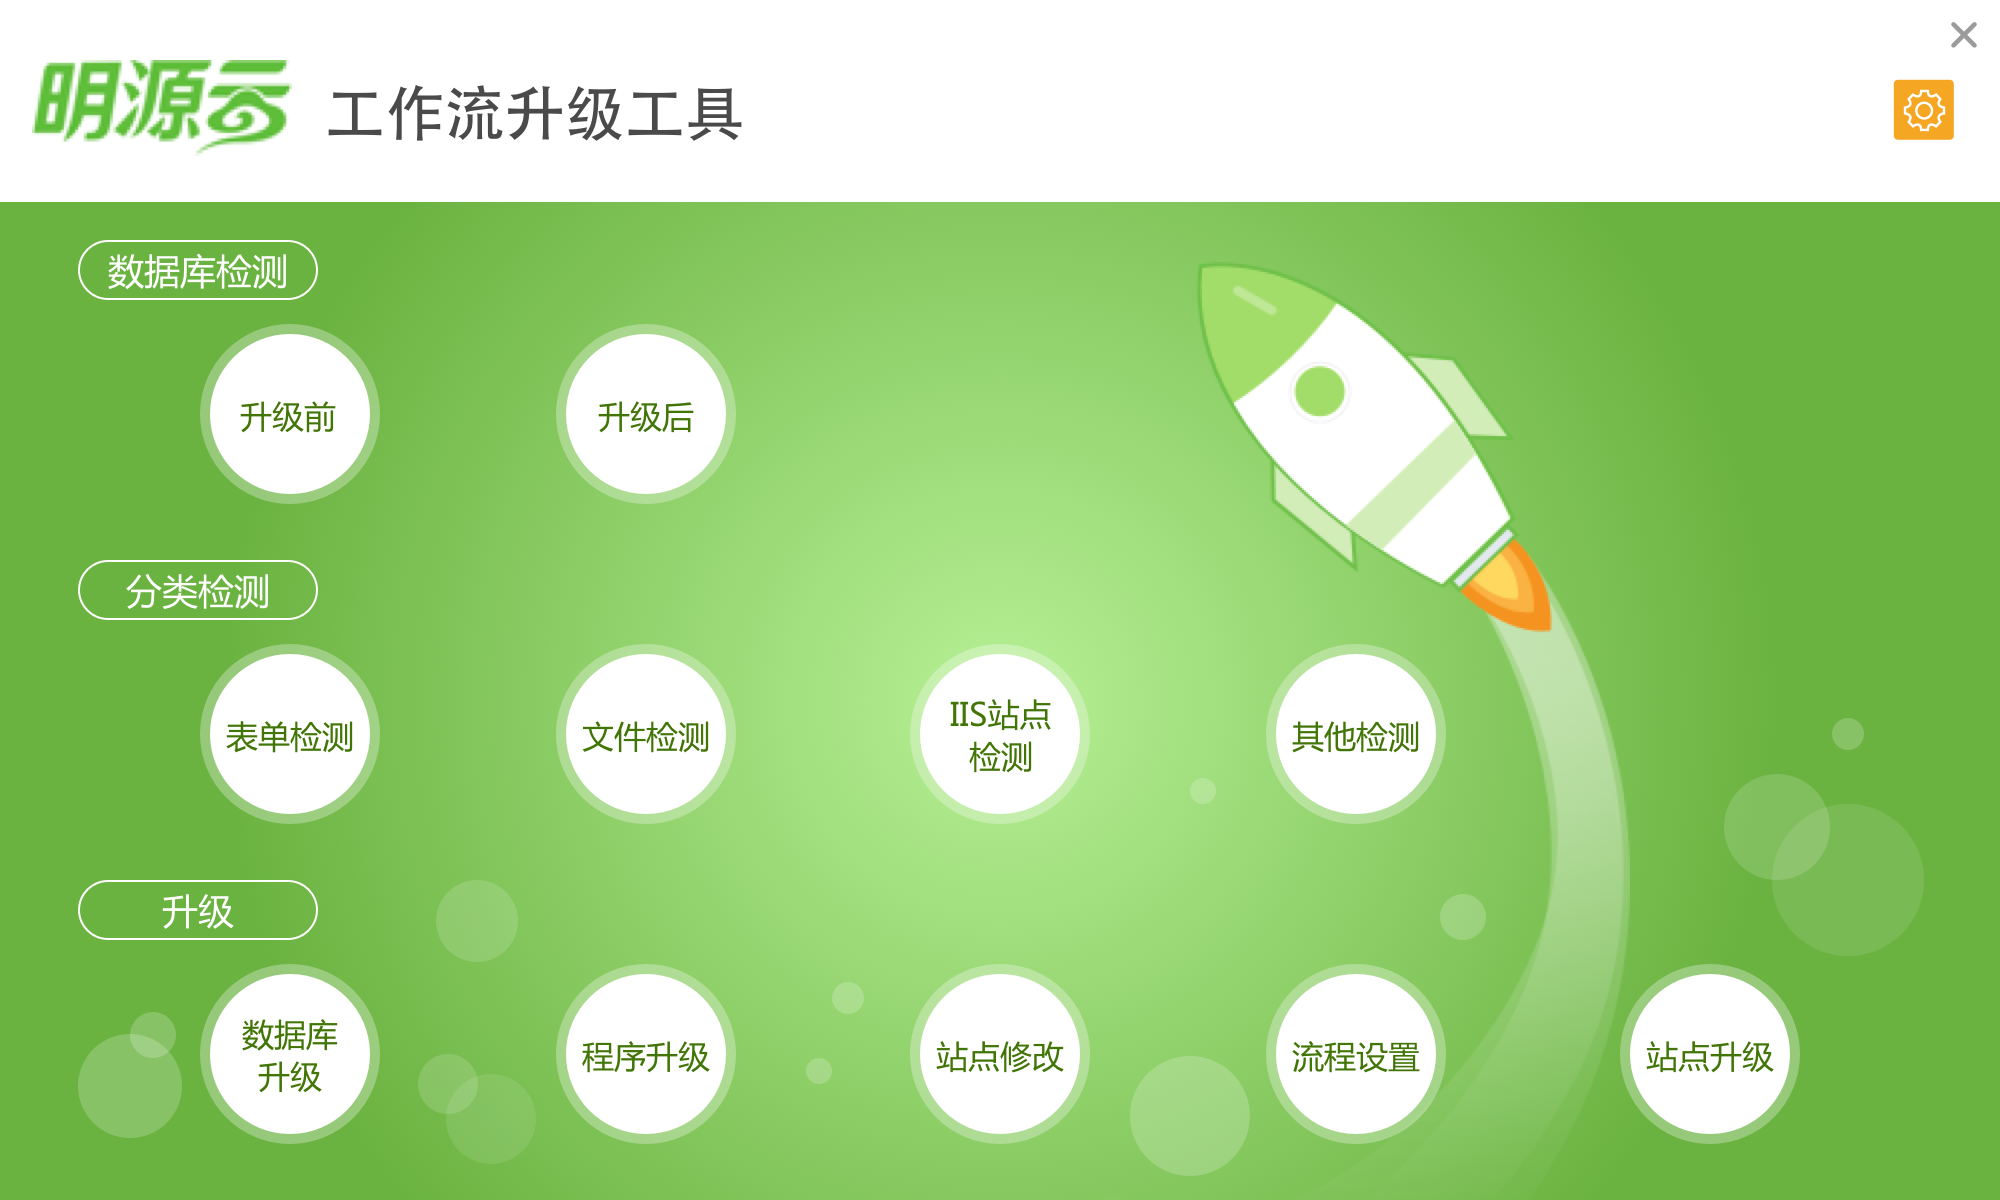 明源云 工作流升级工具
数据库检测
升级前 升级后
分类检测
表单检测 文件检测 IIS站点
检测 其他检测
升级
数据库
升级 程序升级 站点修改 流程设置 站点升级